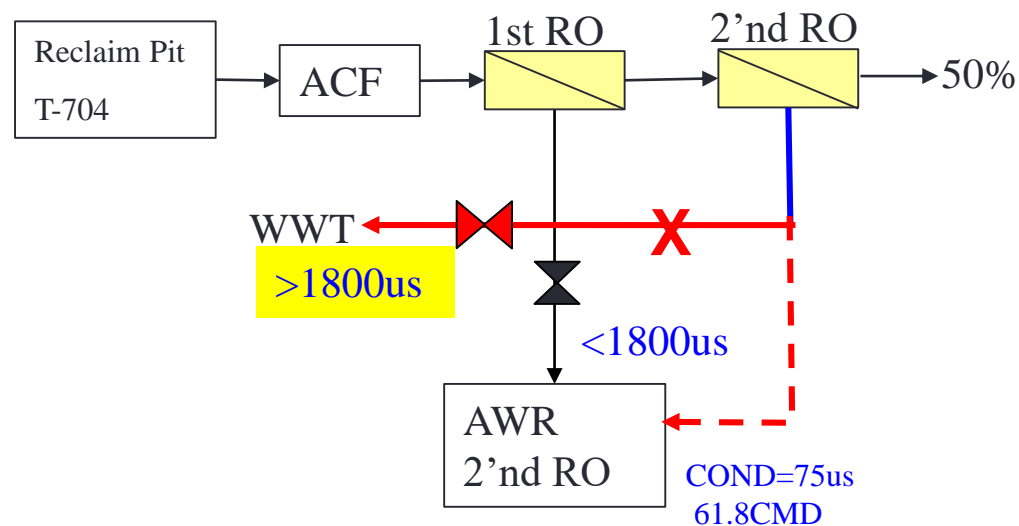 1st RO
2’nd RO
Reclaim Pit
T-704
ACF
50%
WWT
X
>1800us
<1800us
AWR
2’nd RO
COND=75us
61.8CMD